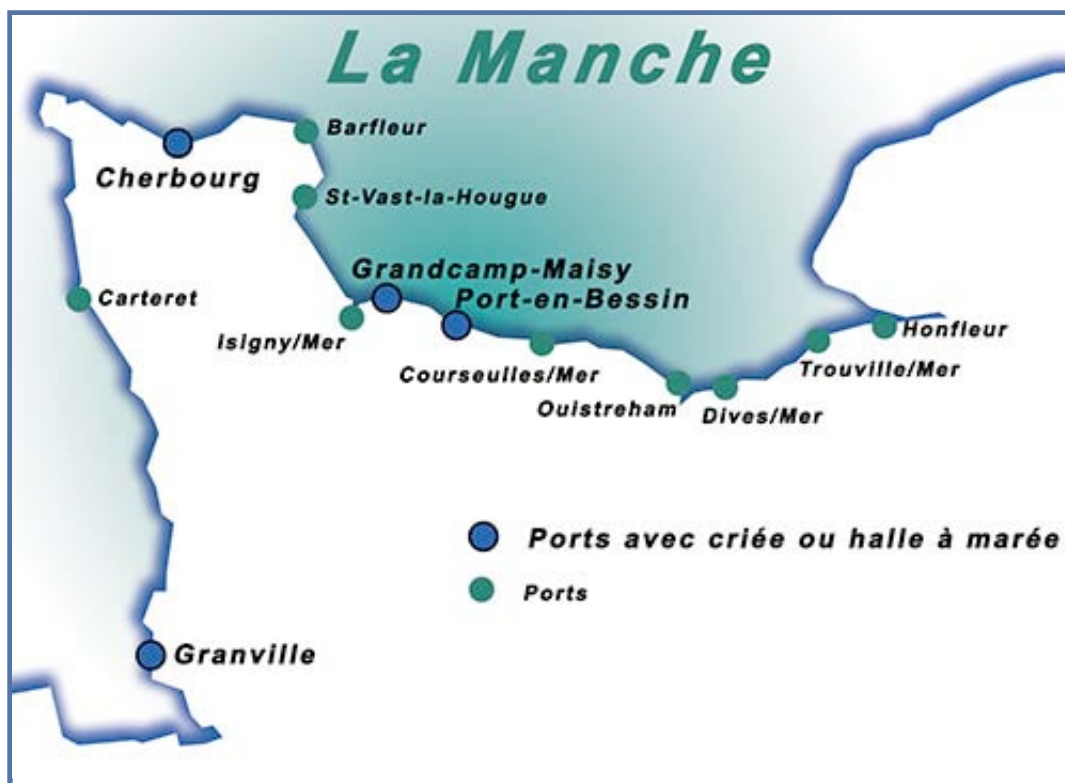 La Manche
Barfleur
Cherbourg
St-Vast-la-Hougue
Grandcamp-Maisy
Carteret
Port-en-Bessin
Isigny/Mer
Honfleur
Courseulles/Mer
Trouville/Mer
Ouistreham
Dives/Mer
Ports avec criée ou halle à marée
Ports
Granville